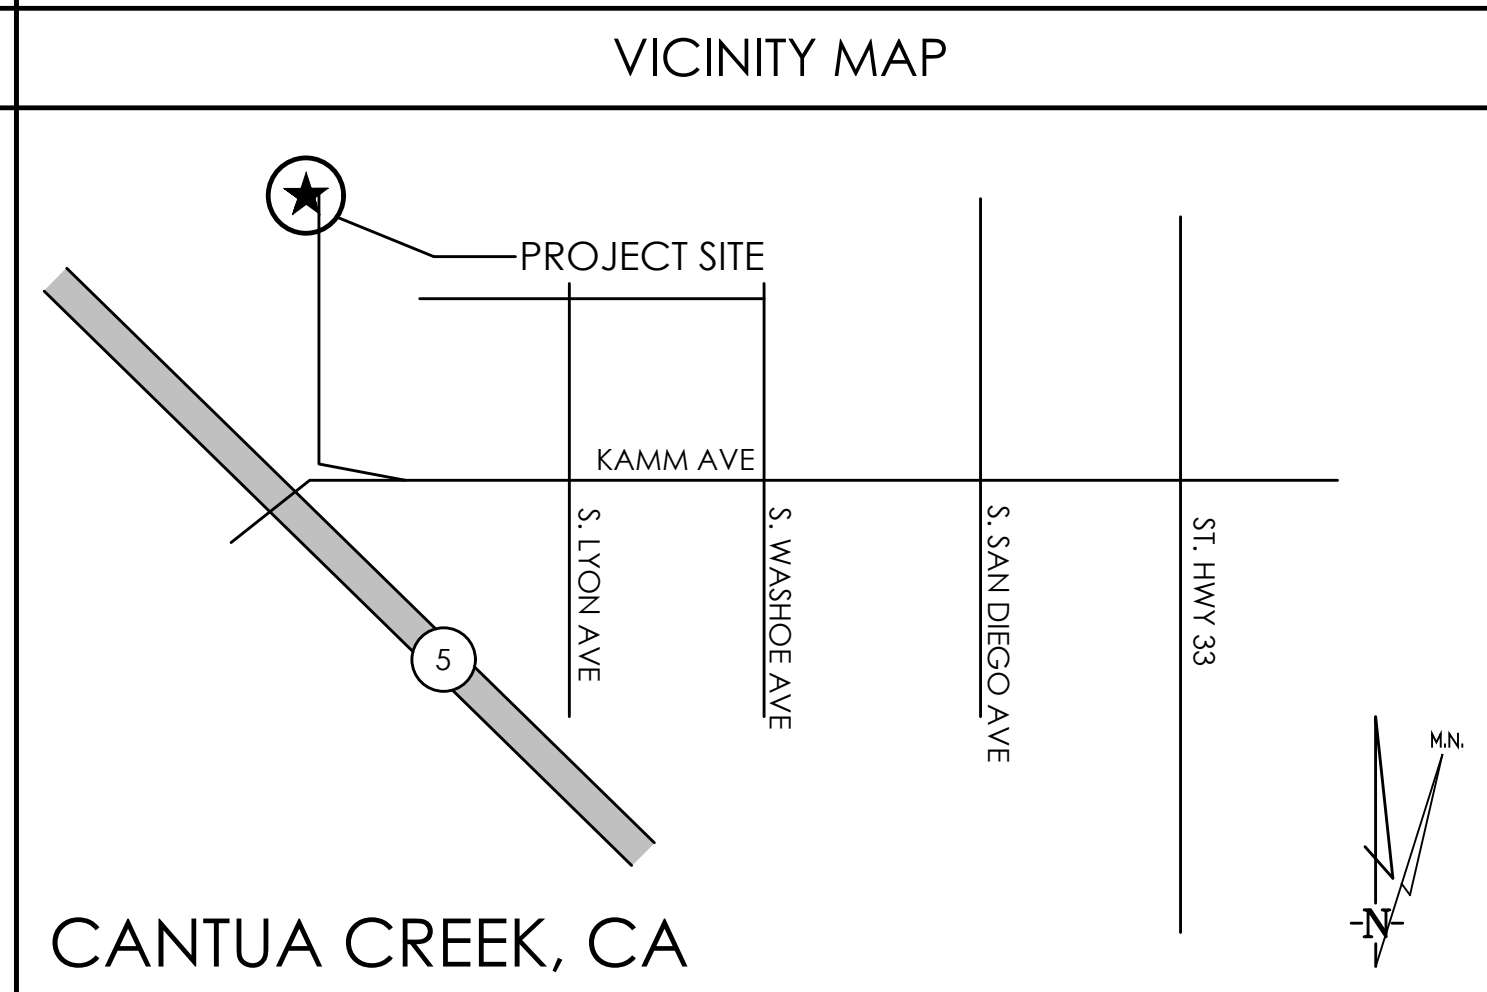 VICINITY MAP
PROJECT SITE
KAMM AVE
S. LYON AVE
S. WASHOE AVE
S. SAN DIEGO AVE
ST. HWY 33
5
M.N.
N
CANTUA CREEK, CA